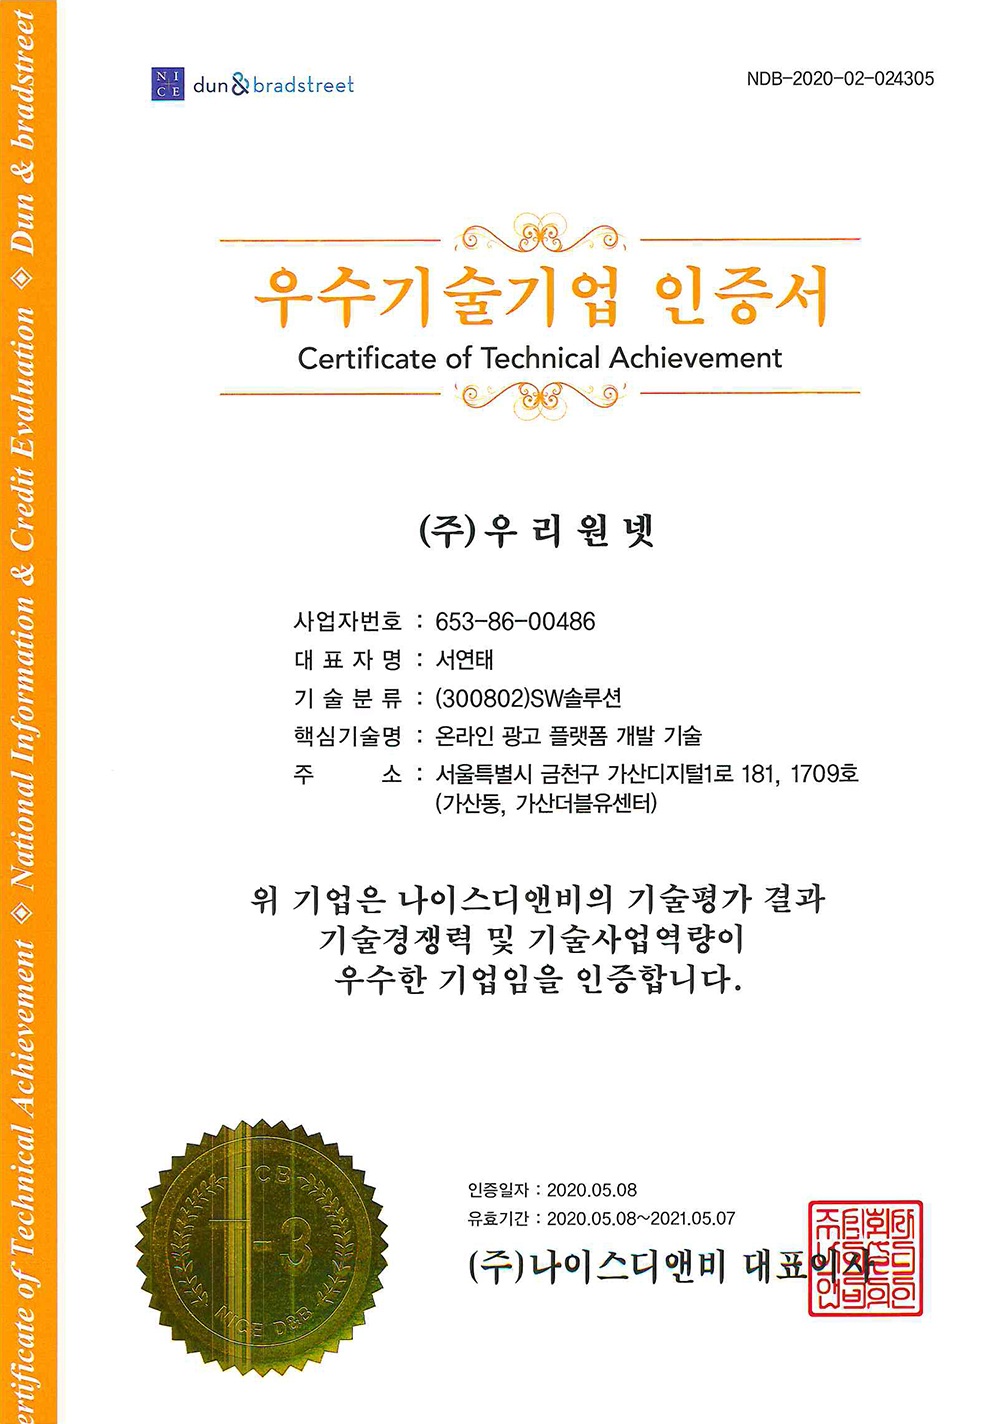 NICE dun&bradstreet
NDB-2020-02-024305
우수기술기업 인증서
Certificate of Technical Achievement
(주)우리원넷
사업자번호 : 653-86-00486
대표자명 : 서연태
기술분류 : (300802)SW솔루션
핵심기술명 : 온라인 광고 플랫폼 개발 기술
주 소 : 서울특별시 금천구 가산디지털1로 181, 1709호
(가산동, 가산더블유센터)
위 기업은 나이스디앤비의 기술평가 결과
기술경쟁력 및 기술사업역량이
우수한 기업임을 인증합니다.
TCB
T-3
NICE D&B
인증일자 : 2020.05.08
유효기간 : 2020.05.08~2021.05.07
(주)나이스디앤비 대표이사
ertificate of Technical Achievement ◈ National Information & Credit Evaluation ◈ Dun & bradstreet